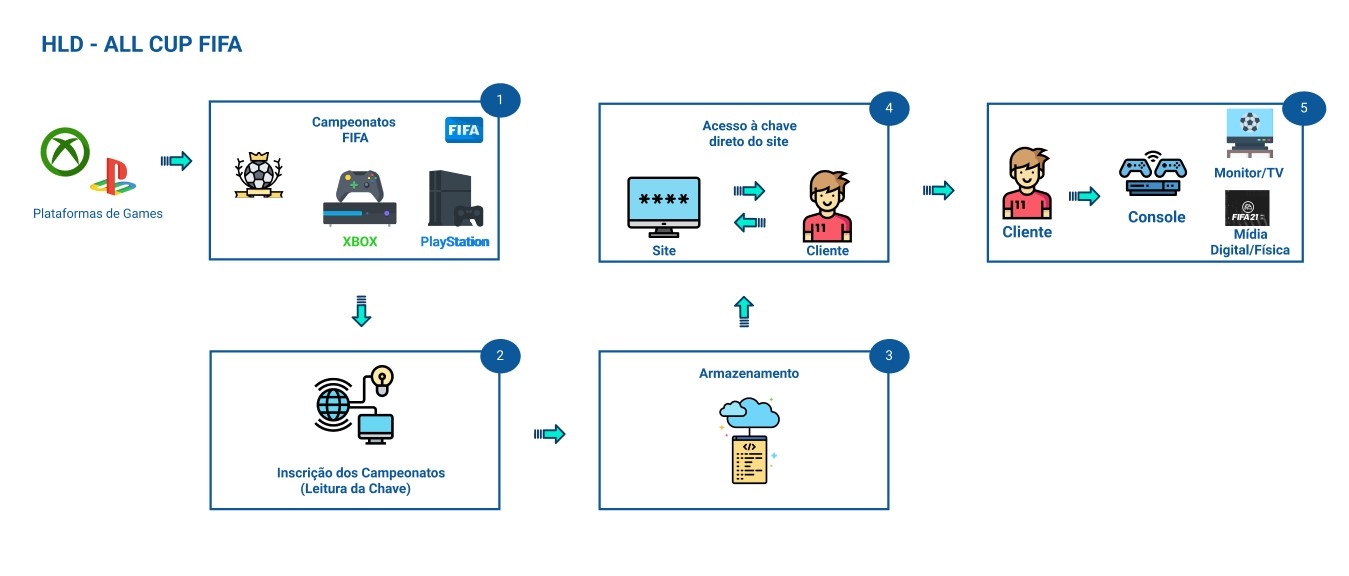 HLD - ALL CUP FIFA
Plataformas de Games
1
Campeonatos
FIFA
FIFA
XBOX
PlayStation
2
Inscrição dos Campeonatos
(Leitura da Chave)
3
Armazenamento
</>
4
Acesso à chave
direto do site
****
Site
11
Cliente
5
11
Cliente
Console
Monitor/TV
FIFA21
Mídia
Digital/Física